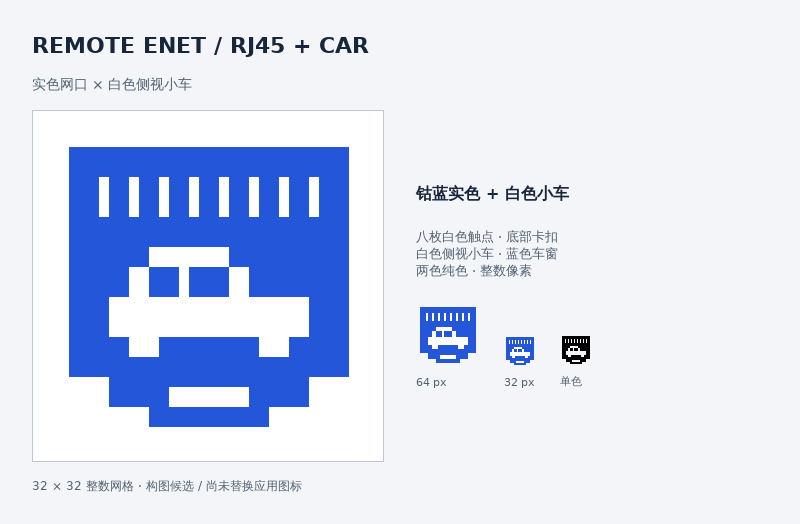 REMOTE ENET / RJ45 + CAR
实色网口 × 白色侧视小车
钴蓝实色 + 白色小车
八枚白色触点 · 底部卡扣
白色侧视小车 · 蓝色车窗
两色纯色 · 整数像素
64 px
32 px
单色
32 × 32 整数网格 · 构图候选 / 尚未替换应用图标